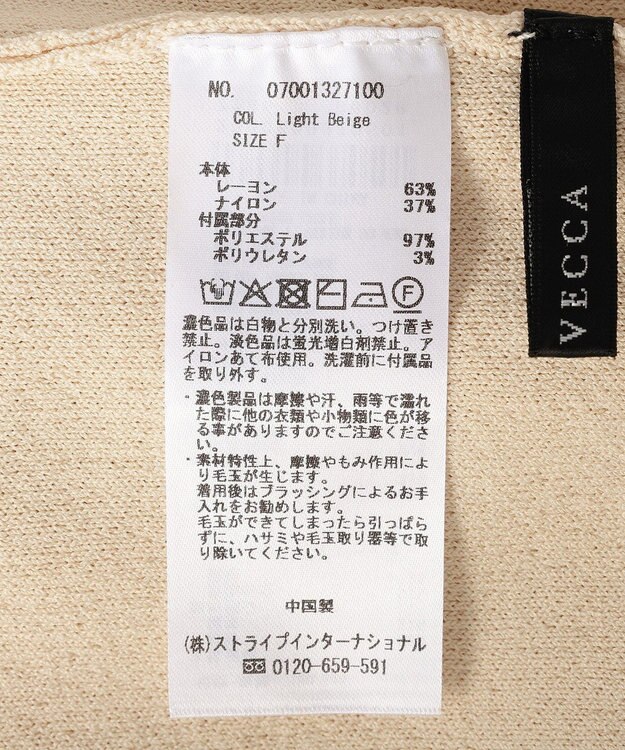 NO. 07001327100
COL. Light Beige
SIZE F
本体
レーヨン 63%
ナイロン 37%
付属部分
ポリエステル 97%
ポリウレタン 3%
F
濃色品は白物と分別洗い。つけ置き
禁止。淡色品は蛍光増白剤禁止。ア
イロンあて布使用。洗濯前に付属品
を取り外す。
・濃色製品は摩擦や汗、雨等で濡れ
た際に他の衣類や小物類に色が移
る事がありますのでご注意くださ
い。
・素材特性上、摩擦やもみ作用によ
り毛玉が生じます。
着用後はブラッシングによるお手
入れをお勧めします。
毛玉ができてしまったら引っぱら
ずに、ハサミや毛玉取り器等で取
り除いてください。
中国製
(株)ストライプインターナショナル
0120-659-591
VECCA